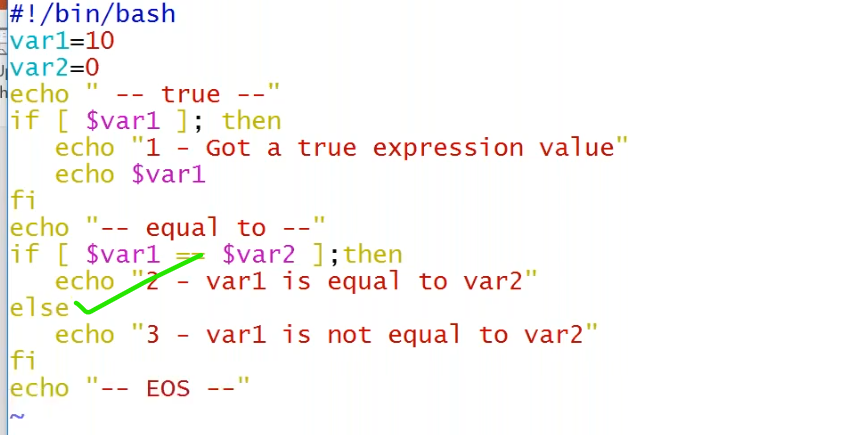 #!/bin/bash
var1=10
var2=0
echo " -- true --"
if [ $var1 ]; then
   echo "1 - Got a true expression value"
   echo $var1
fi
echo "-- equal to --"
if [ $var1 == $var2 ];then
   echo "2 - var1 is equal to var2"
else
   echo "3 - var1 is not equal to var2"
fi
echo "-- EOS --"
~